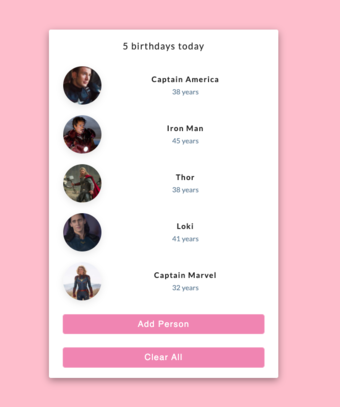 5 birthdays today
Captain America
38 years
Iron Man
45 years
Thor
38 years
Loki
41 years
Captain Marvel
32 years
Add Person
Clear All